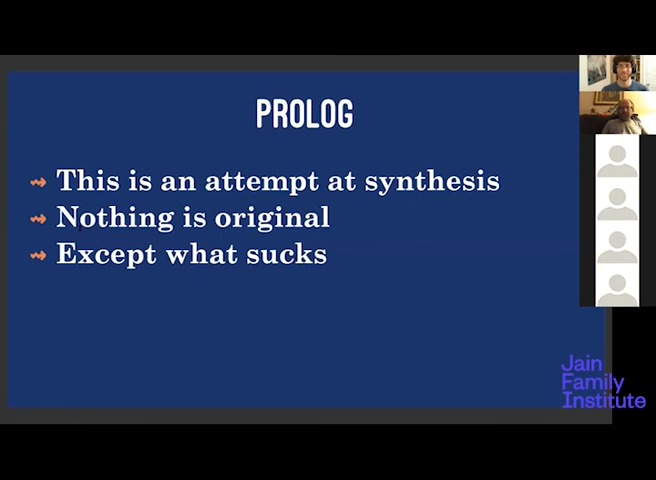 PROLOG
This is an attempt at synthesis
Nothing is original
Except what sucks
Jain
Family
Institute